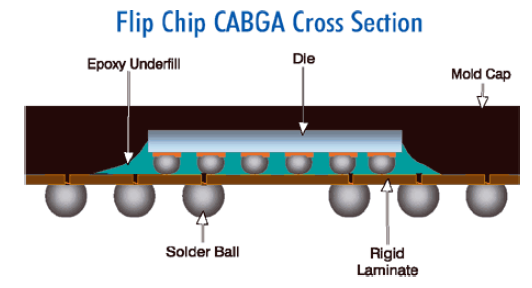 Flip Chip CABGA Cross Section
Epoxy Underfill
Die
Mold Cap
Solder Ball
Rigid
Laminate